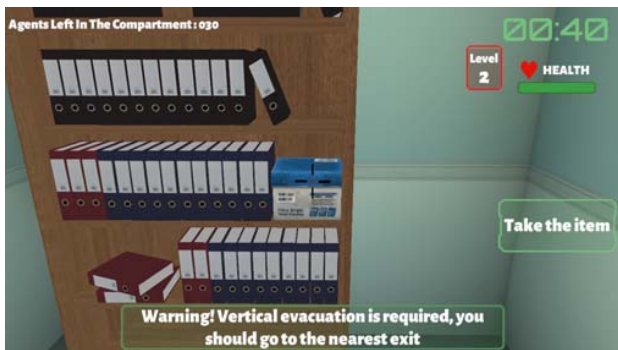 Agents Left In The Compartment : 030
00:40
Level
2
HEALTH
Take the item
Warning! Vertical evacuation is required, you
should go to the nearest exit